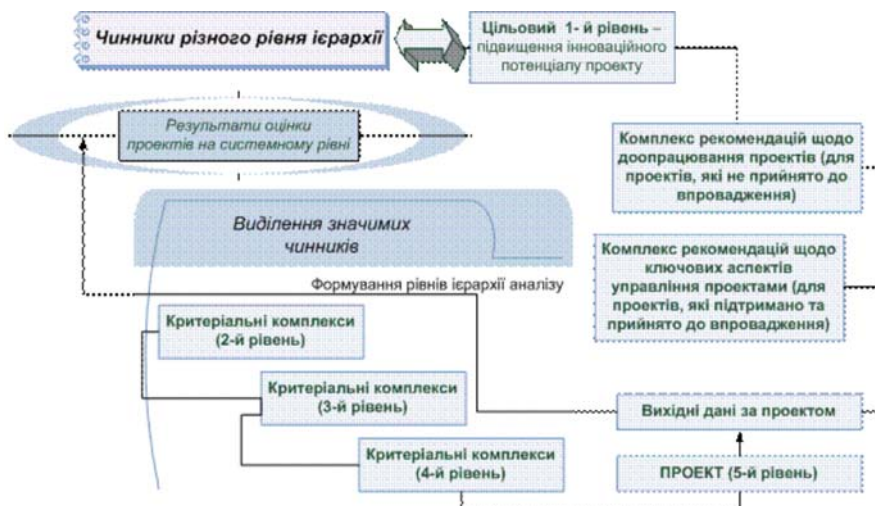 Чинники різного рівня ієрархії
Цільовий 1- й рівень –
підвищення інноваційного
потенціалу проекту
Результати оцінки
проектів на системному рівні
Комплекс рекомендацій щодо
доопрацювання проектів (для
проектів, які не прийнято до
впровадження)
Виділення значимих
чинників
Комплекс рекомендацій щодо
ключових аспектів
управління проектами (для
проектів, які підтримано та
прийнято до впровадження)
Формування рівнів ієрархії аналізу
Критеріальні комплекси
(2-й рівень)
Критеріальні комплекси
(3-й рівень)
Вихідні дані за проектом
Критеріальні комплекси
(4-й рівень)
ПРОЕКТ (5-й рівень)